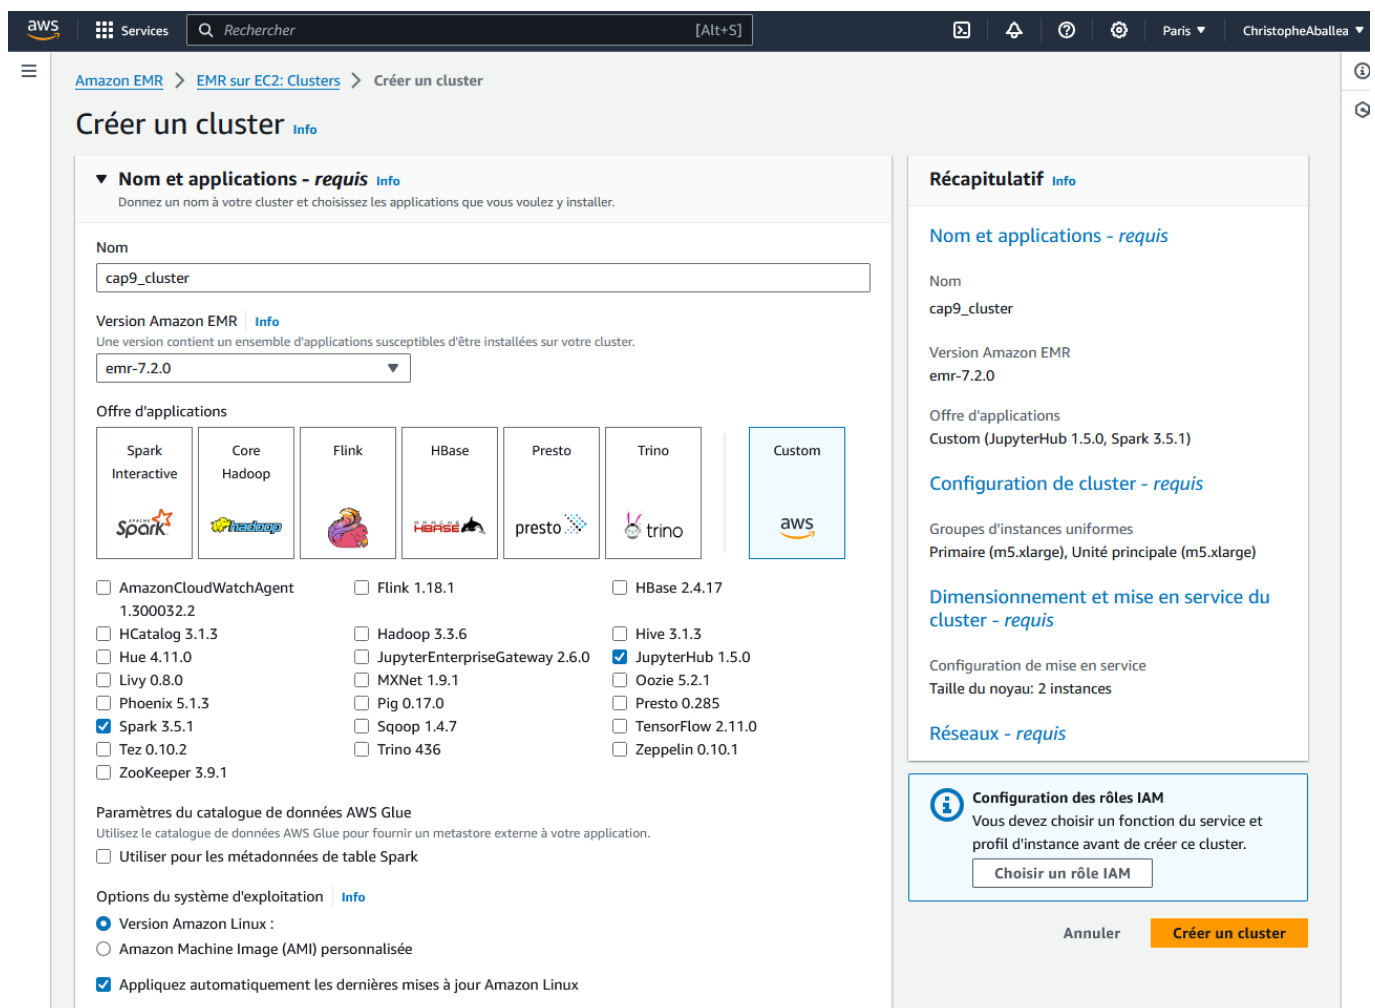 aws
Services
Rechercher
[Alt+S]
Paris ▼
ChristopheAballea ▼
Amazon EMR > EMR sur EC2: Clusters > Créer un cluster
Créer un cluster Info
▼ Nom et applications - requis Info
Donnez un nom à votre cluster et choisissez les applications que vous voulez y installer.
Nom
cap9_cluster
Version Amazon EMR Info
Une version contient un ensemble d'applications susceptibles d'être installées sur votre cluster.
emr-7.2.0
Offre d'applications
Spark
Interactive
APACHE
Spark
Core
Hadoop
hadoop
Flink
HBase
APACHE
HBASE
Presto
presto
Trino
trino
Custom
aws
AmazonCloudWatchAgent
1.300032.2
Flink 1.18.1
HBase 2.4.17
HCatalog 3.1.3
Hadoop 3.3.6
Hive 3.1.3
Hue 4.11.0
JupyterEnterpriseGateway 2.6.0
JupyterHub 1.5.0
Livy 0.8.0
MXNet 1.9.1
Oozie 5.2.1
Phoenix 5.1.3
Pig 0.17.0
Presto 0.285
Spark 3.5.1
Sqoop 1.4.7
TensorFlow 2.11.0
Tez 0.10.2
Trino 436
Zeppelin 0.10.1
ZooKeeper 3.9.1
Paramètres du catalogue de données AWS Glue
Utilisez le catalogue de données AWS Glue pour fournir un metastore externe à votre application.
Utiliser pour les métadonnées de table Spark
Options du système d'exploitation Info
Version Amazon Linux :
Amazon Machine Image (AMI) personnalisée
Appliquez automatiquement les dernières mises à jour Amazon Linux
Récapitulatif Info
Nom et applications - requis
Nom
cap9_cluster
Version Amazon EMR
emr-7.2.0
Offre d'applications
Custom (JupyterHub 1.5.0, Spark 3.5.1)
Configuration de cluster - requis
Groupes d'instances uniformes
Primaire (m5.xlarge), Unité principale (m5.xlarge)
Dimensionnement et mise en service du
cluster - requis
Configuration de mise en service
Taille du noyau: 2 instances
Réseaux - requis
Configuration des rôles IAM
Vous devez choisir un fonction du service et
profil d'instance avant de créer ce cluster.
Choisir un rôle IAM
Annuler
Créer un cluster